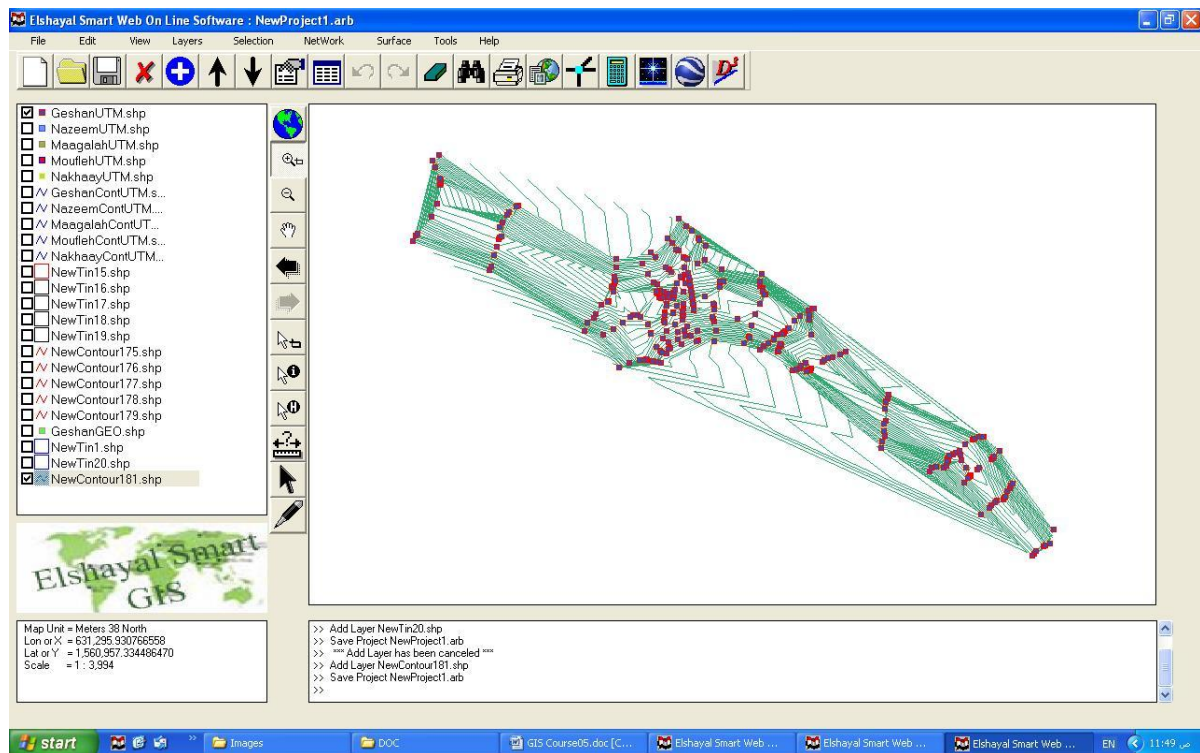 Elshayal Smart Web On Line Software : NewProject1.arb
File Edit View Layers Selection NetWork Surface Tools Help
GeshanUTM.shp
NazeemUTM.shp
MaagalahUTM.shp
MouflehUTM.shp
NakhaayUTM.shp
GeshanContUTM.s...
NazeemContUTM....
MaagalahContUT...
MouflehContUTM.s...
NakhaayContUTM...
NewTin15.shp
NewTin16.shp
NewTin17.shp
NewTin18.shp
NewTin19.shp
NewContour175.shp
NewContour176.shp
NewContour177.shp
NewContour178.shp
NewContour179.shp
GeshanGEO.shp
NewTin1.shp
NewTin20.shp
NewContour181.shp
Elshayal Smart
GIS
Map Unit = Meters 38 North
Lon or X = 631,295.930766558
Lat or Y = 1,560,957.334486470
Scale = 1 : 3,994
>> Add Layer NewTin20.shp
>> Save Project NewProject1.arb
>> *** Add Layer has been canceled ***
>> Add Layer NewContour181.shp
>> Save Project NewProject1.arb
>>
start » Images DOC GIS Course05.doc [C... Elshayal Smart Web ... Elshayal Smart Web ... Elshayal Smart Web ... EN 11:49 ص